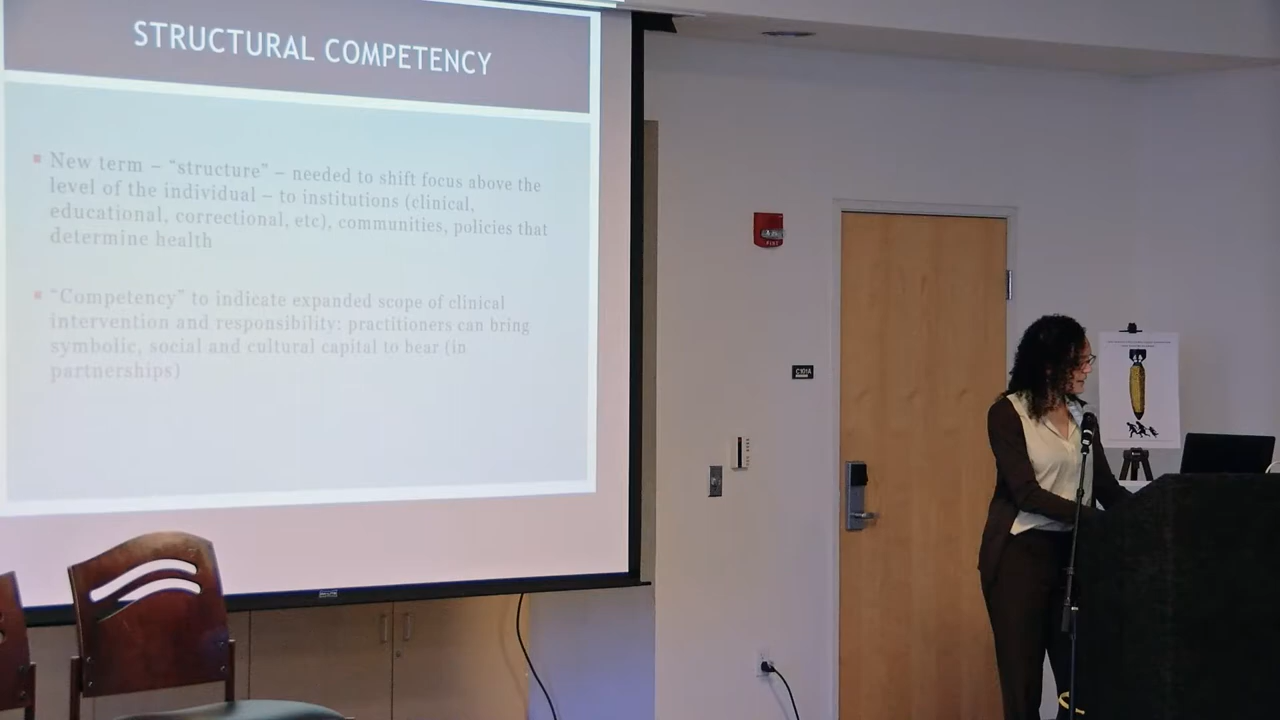 STRUCTURAL COMPETENCY
New term – “structure” – needed to shift focus above the
level of the individual – to institutions (clinical,
educational, correctional, etc), communities, policies that
determine health
“Competency” to indicate expanded scope of clinical
intervention and responsibility: practitioners can bring
symbolic, social and cultural capital to bear (in
partnerships)
FIRE
C101A